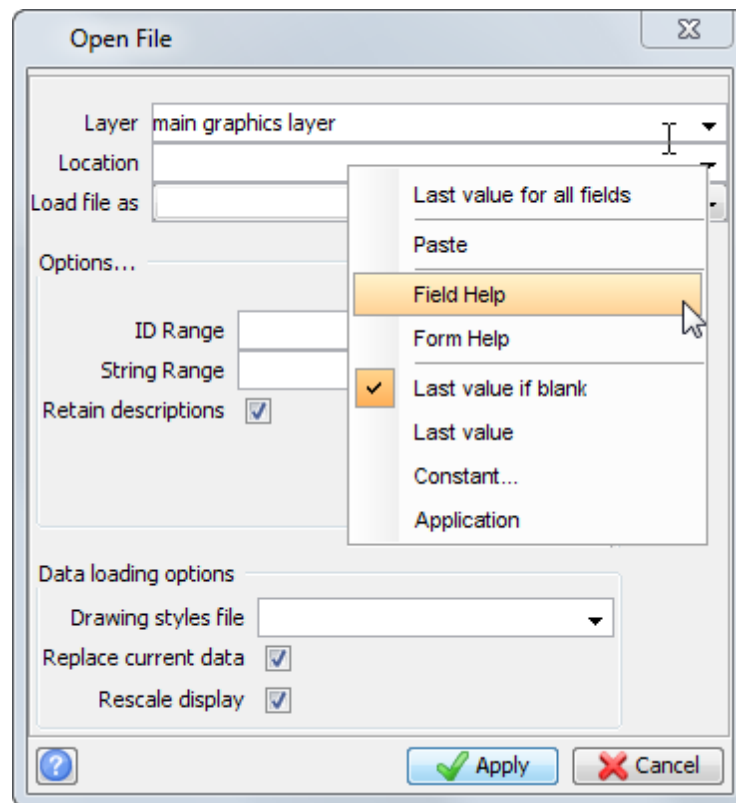 Open File
Layer main graphics layer
Location
Load file as
Last value for all fields
Paste
Field Help
Form Help
Last value if blank
Last value
Constant...
Application
Options...
ID Range
String Range
Retain descriptions
Data loading options
Drawing styles file
Replace current data
Rescale display
? Apply Cancel